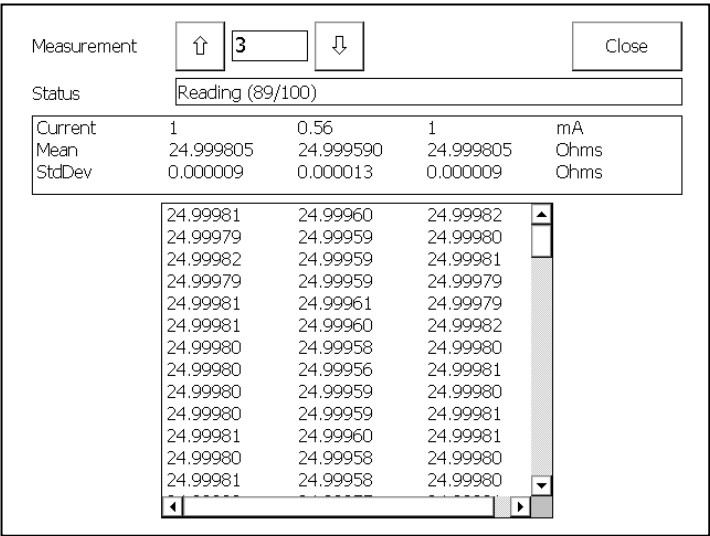 Measurement 3 Close
Status Reading (89/100)
Current 1 0.56 1 mA
Mean 24.999805 24.999590 24.999805 Ohms
StdDev 0.000009 0.000013 0.000009 Ohms
24.99981 24.99960 24.99982
24.99979 24.99959 24.99980
24.99982 24.99959 24.99981
24.99979 24.99959 24.99979
24.99981 24.99961 24.99979
24.99981 24.99960 24.99982
24.99980 24.99958 24.99980
24.99980 24.99956 24.99981
24.99980 24.99959 24.99980
24.99980 24.99959 24.99981
24.99981 24.99960 24.99981
24.99980 24.99958 24.99980
24.99981 24.99958 24.99980